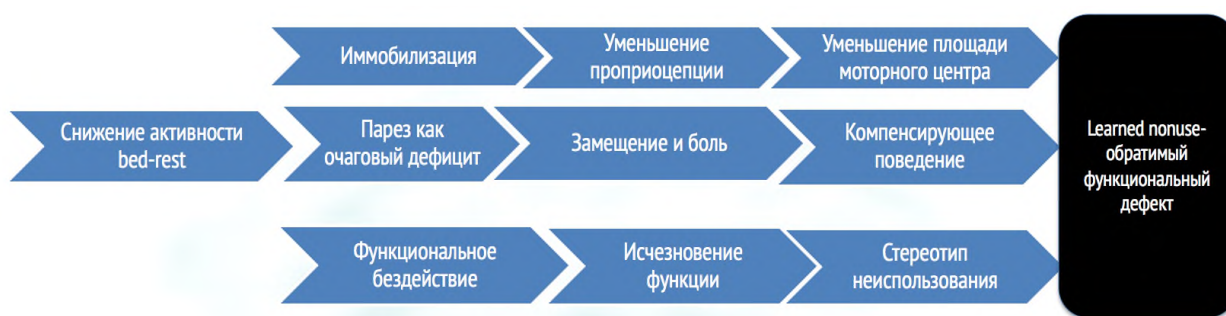 Иммобилизация
Уменьшение
проприоцепции
Уменьшение площади
моторного центра
Снижение активности
bed-rest
Парез как
очаговый дефицит
Замещение и боль
Компенсирующее
поведение
Learned nonuse-
обратимый
функциональный
дефект
Функциональное
бездействие
Исчезновение
функции
Стереотип
неиспользования